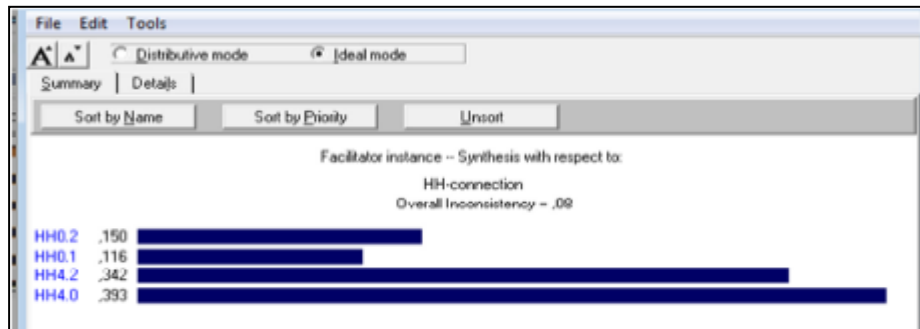 File Edit Tools
A A Distributive mode Ideal mode
Summary Details
Sort by Name Sort by Priority Unsort
Facilitator instance -- Synthesis with respect to:
HH-connection
Overall Inconsistency = ,09
HH0.2 ,150
HH0.1 ,116
HH4.2 ,342
HH4.0 ,393